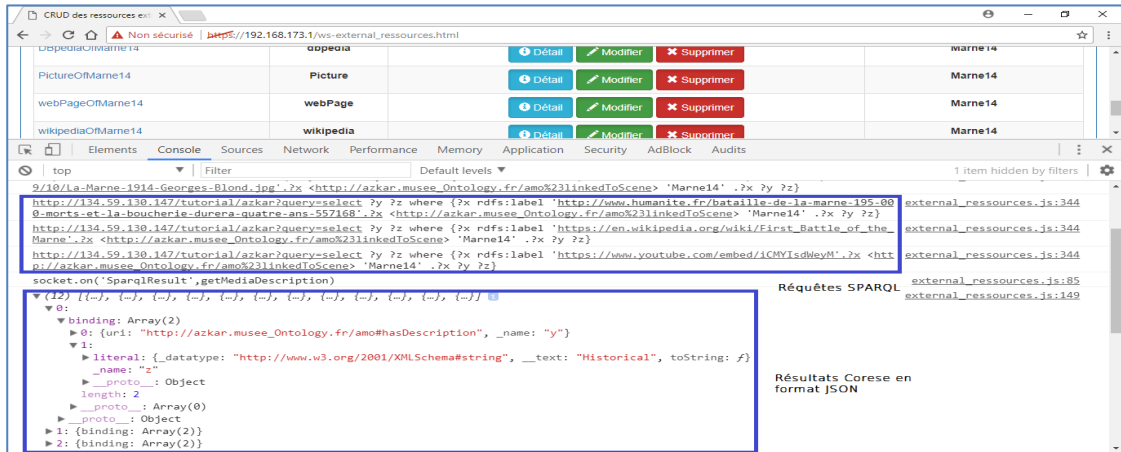 CRUD des ressources ext
Non sécurisé | https://192.168.173.1/ws-external_ressources.html
DBpediaOfMarne14 dbpedia Détail Modifier Supprimer Marne14
PictureOfMarne14 Picture Détail Modifier Supprimer Marne14
webPageOfMarne14 webPage Détail Modifier Supprimer Marne14
wikipediaOfMarne14 wikipedia Détail Modifier Supprimer Marne14
Elements Console Sources Network Performance Memory Application Security AdBlock Audits
top Filter Default levels ▼ 1 item hidden by filters
9/10/La-Marne-1914-Georges-Blond.jpg'.?x <http://azkar.musee_Ontology.fr/amo%23linkedToScene> 'Marne14' .?x ?y ?z}
http://134.59.130.147/tutorial/azkar?query=select ?y ?z where {?x rdfs:label 'http://www.humanite.fr/bataille-de-la-marne-195-00 external_ressources.js:344
0-morts-et-la-boucherie-durera-quatre-ans-557168'.?x <http://azkar.musee_Ontology.fr/amo%23linkedToScene> 'Marne14' .?x ?y ?z}
http://134.59.130.147/tutorial/azkar?query=select ?y ?z where {?x rdfs:label 'https://en.wikipedia.org/wiki/First_Battle_of_the_ external_ressources.js:344
Marne'.?x <http://azkar.musee_Ontology.fr/amo%23linkedToScene> 'Marne14' .?x ?y ?z}
http://134.59.130.147/tutorial/azkar?query=select ?y ?z where {?x rdfs:label 'https://www.youtube.com/embed/iCMYIsdWeyM'.?x <htt external_ressources.js:344
p://azkar.musee_Ontology.fr/amo%23linkedToScene> 'Marne14' .?x ?y ?z}
socket.on('SparqlResult',getMediaDescription) external_ressources.js:85
Réquêtes SPARQL
▼ (12) [{…}, {…}, {…}, {…}, {…}, {…}, {…}, {…}, {…}, {…}, {…}, {…}] external_ressources.js:149
▼ 0:
▼ binding: Array(2)
▶ 0: {uri: "http://azkar.musee_Ontology.fr/amo#hasDescription", _name: "y"}
▼ 1:
▶ literal: {_datatype: "http://www.w3.org/2001/XMLSchema#string", __text: "Historical", toString: ƒ}
_name: "z"
▶ __proto__: Object
length: 2
▶ __proto__: Array(0)
▶ __proto__: Object
▶ 1: {binding: Array(2)}
▶ 2: {binding: Array(2)}
Résultats Corese en
format JSON